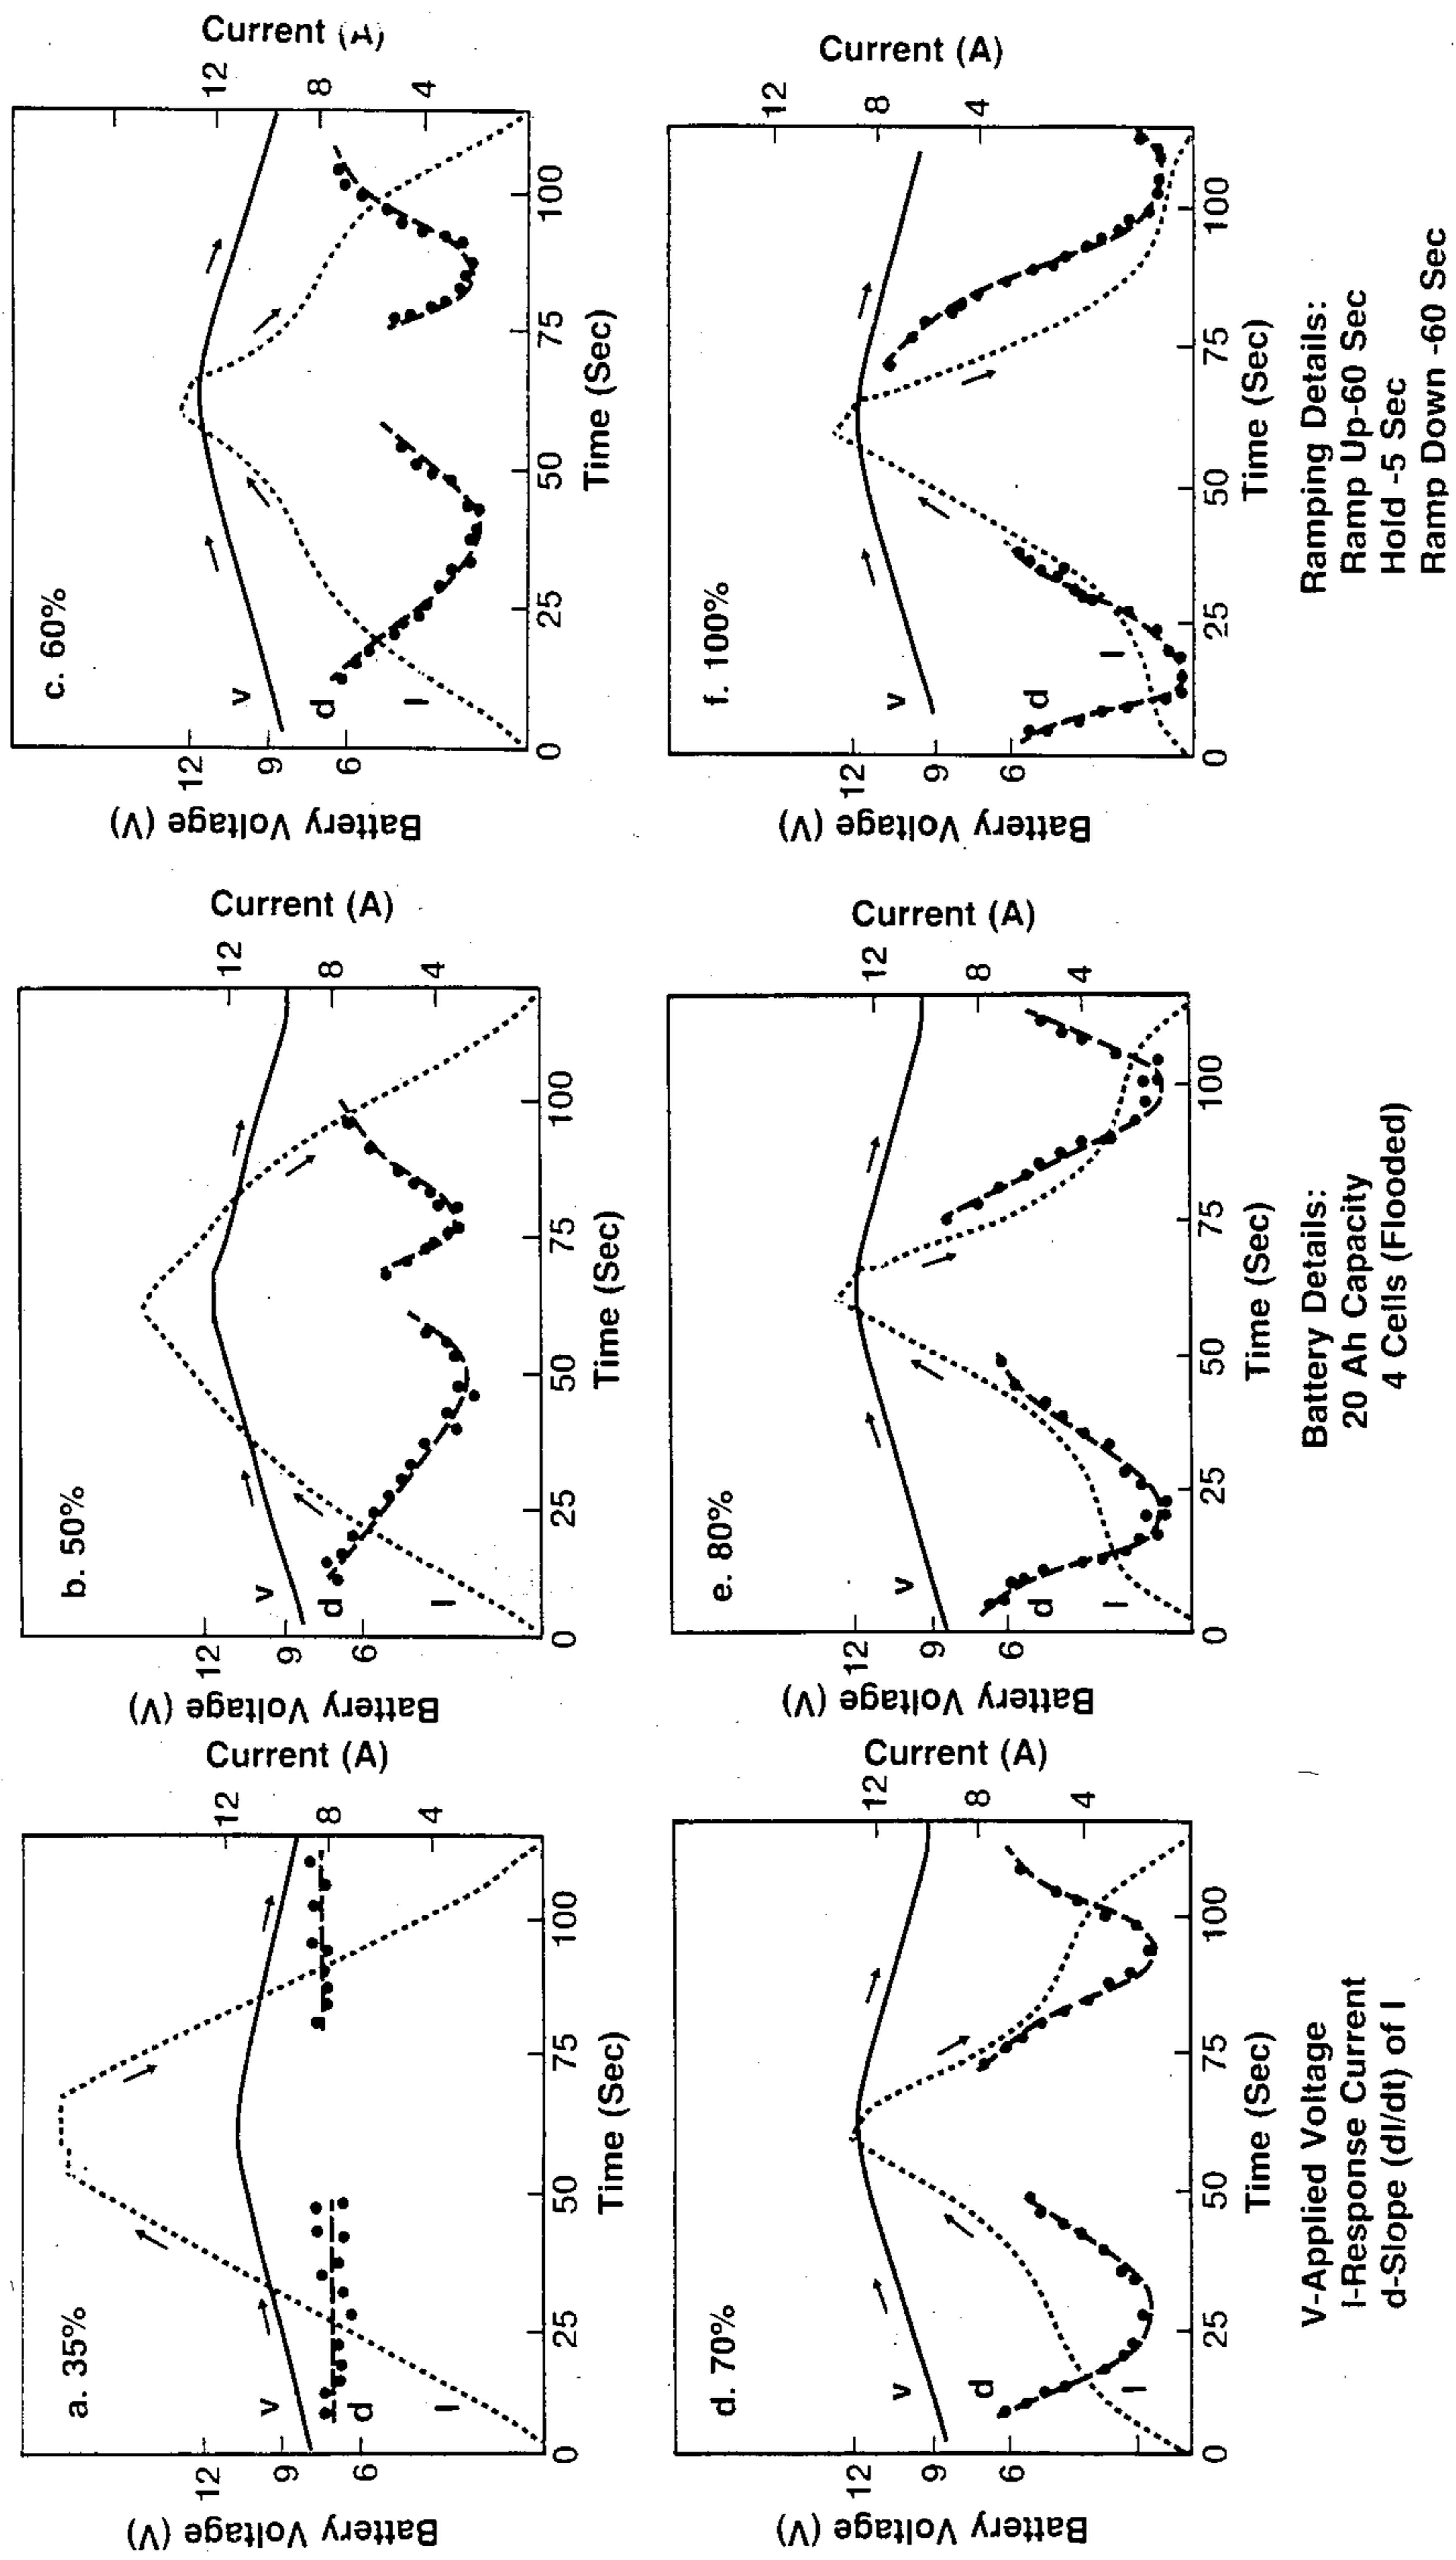 a. 35%
Battery Voltage (V)
12
9
6
Current (A)
12
8
4
V
d
I
0
25
50
75
100
Time (Sec)
b. 50%
Battery Voltage (V)
12
9
6
Current (A)
12
8
4
V
d
I
0
25
50
75
100
Time (Sec)
c. 60%
Battery Voltage (V)
12
9
6
Current (A)
12
8
4
V
d
I
0
25
50
75
100
Time (Sec)
d. 70%
Battery Voltage (V)
12
9
6
Current (A)
12
8
4
V
d
I
0
25
50
75
100
Time (Sec)
e. 80%
Battery Voltage (V)
12
9
6
Current (A)
12
8
4
V
d
I
0
25
50
75
100
Time (Sec)
f. 100%
Battery Voltage (V)
12
9
6
Current (A)
12
8
4
V
d
I
0
25
50
75
100
Time (Sec)
V-Applied Voltage
I-Response Current
d-Slope (dI/dt) of I
Battery Details:
20 Ah Capacity
4 Cells (Flooded)
Ramping Details:
Ramp Up-60 Sec
Hold -5 Sec
Ramp Down -60 Sec